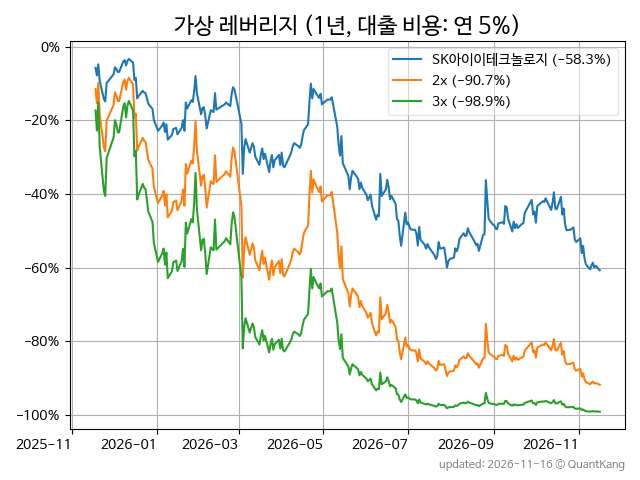 가상 레버리지 (1년, 대출 비용: 연 5%)
SK아이이테크놀로지 (−58.3%)
2x (−90.7%)
3x (−98.9%)
0%
−20%
−40%
−60%
−80%
−100%
2025-11 2026-01 2026-03 2026-05 2026-07 2026-09 2026-11
updated: 2026-11-16 © QuantKang